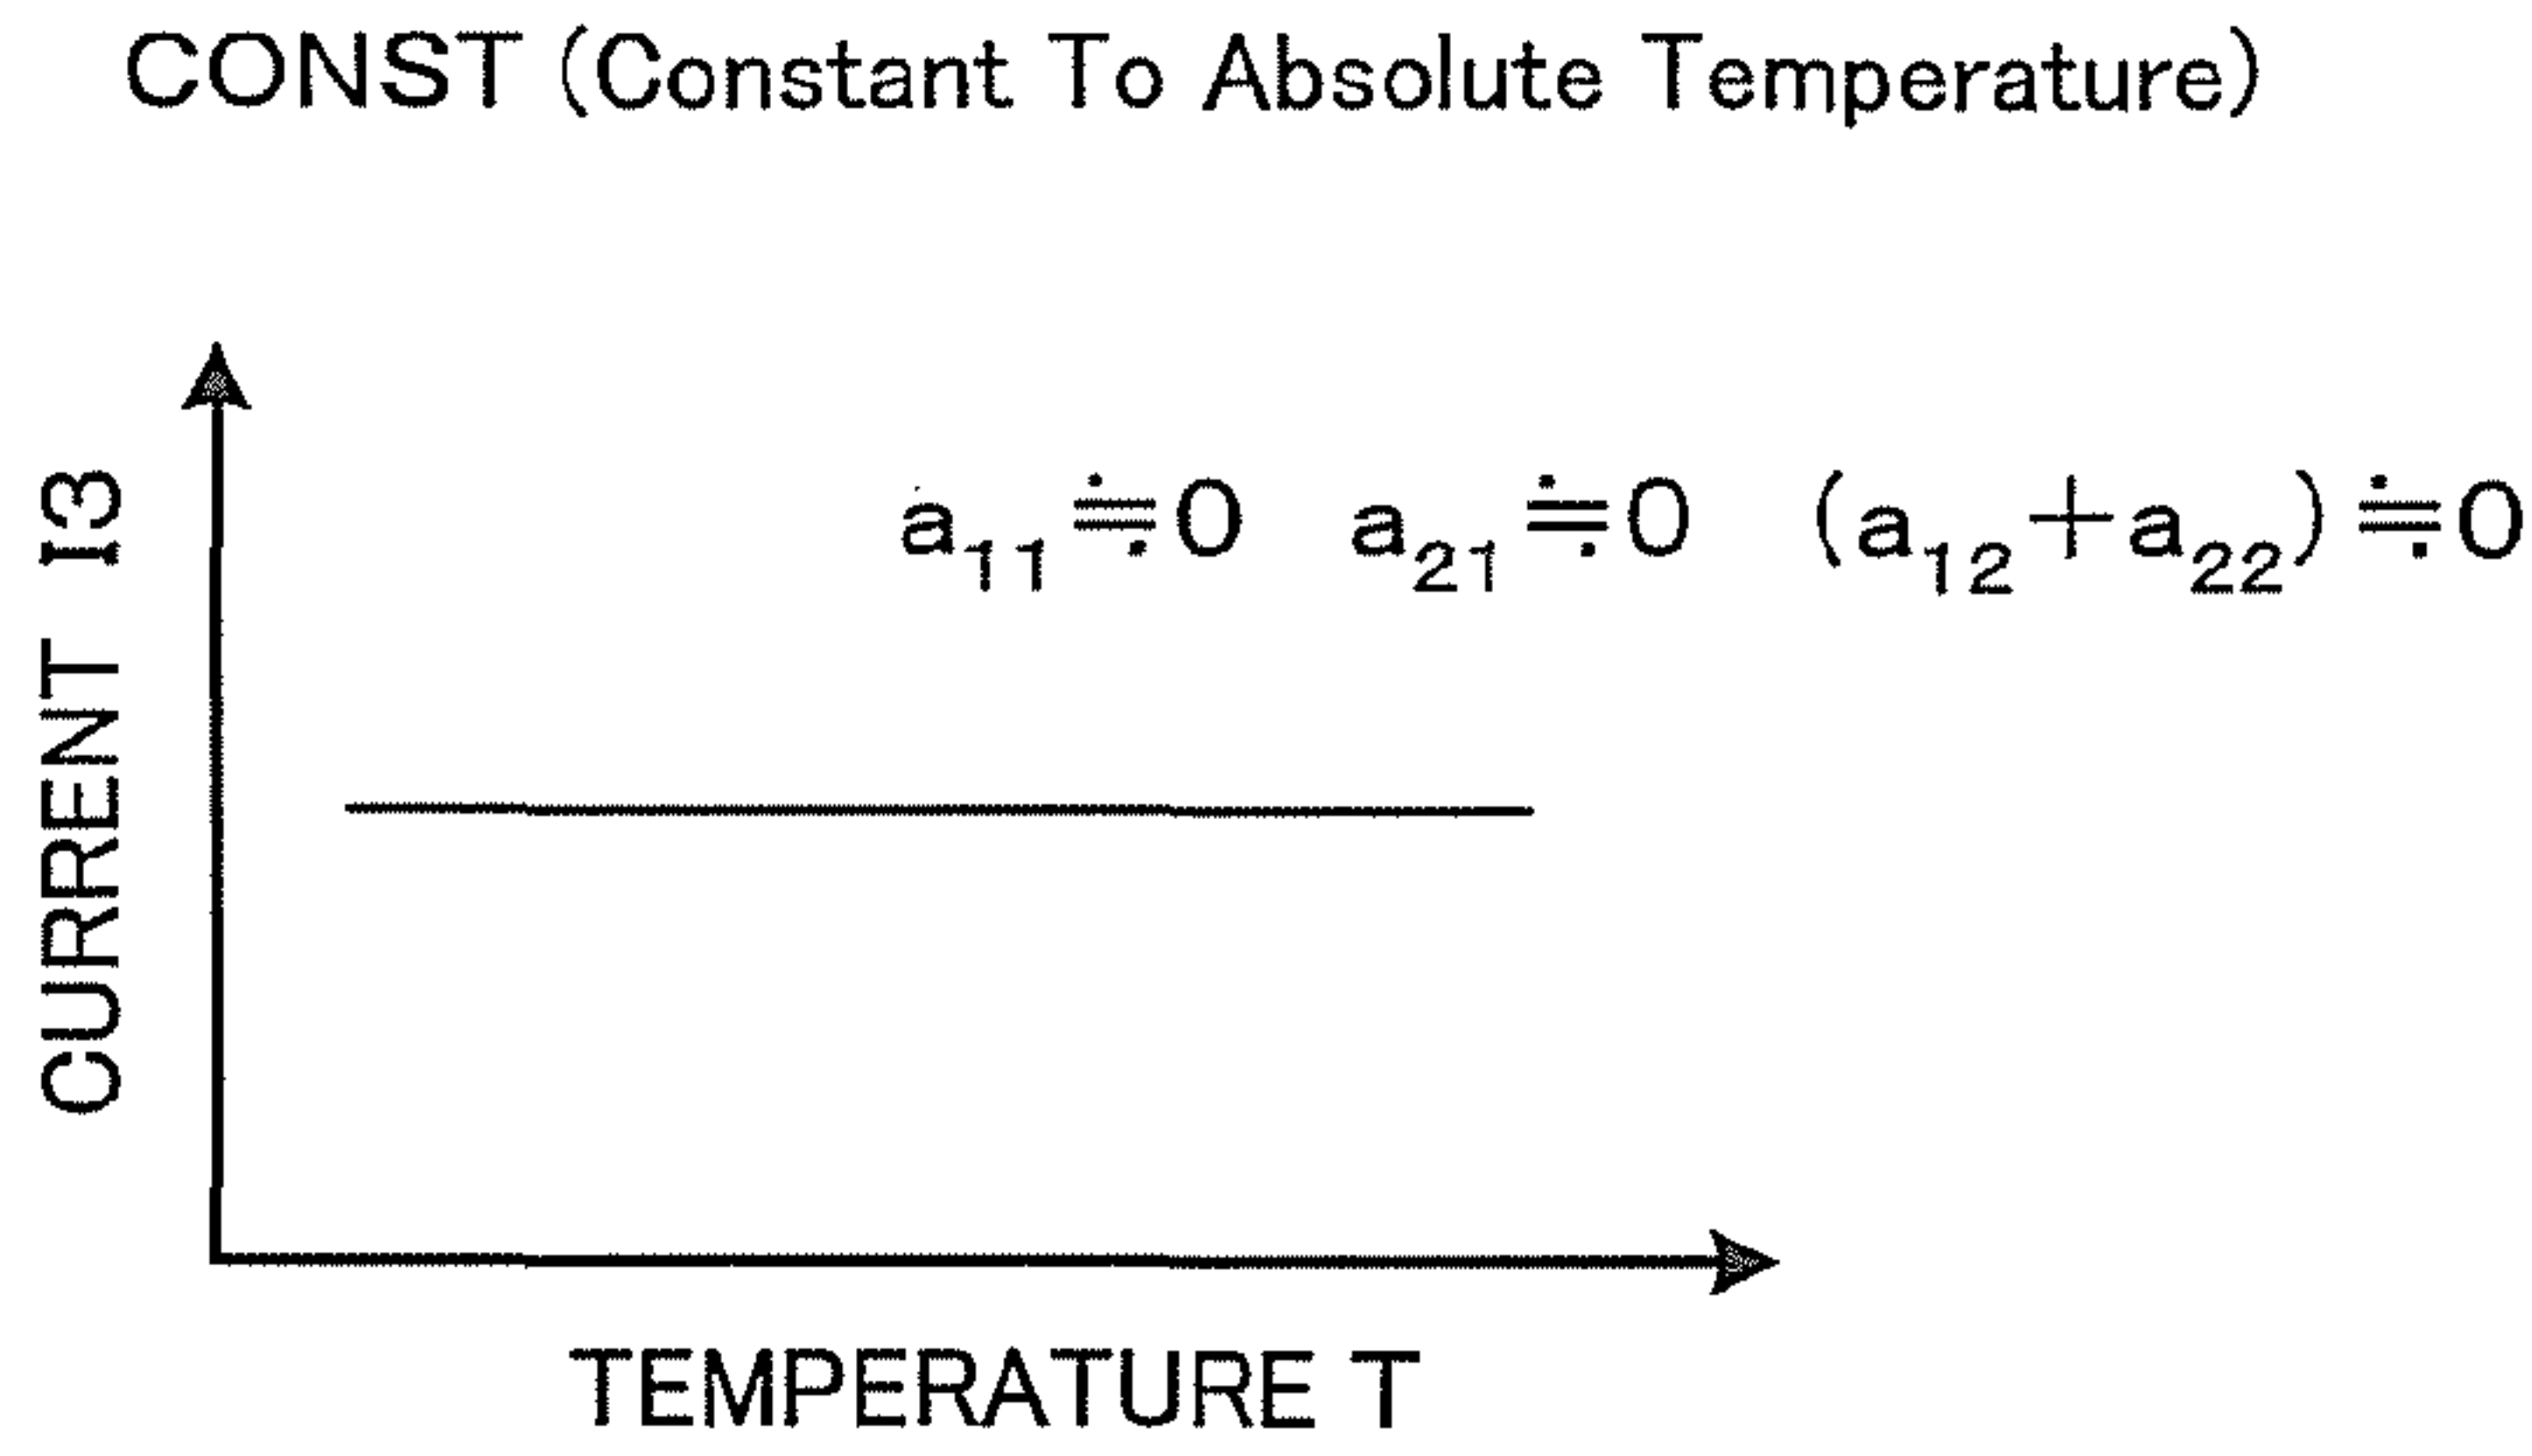 CONST (Constant To Absolute Temperature)
CURRENT I3
a₁₁≒0 a₂₁≒0 (a₁₂+a₂₂)≒0
TEMPERATURE T